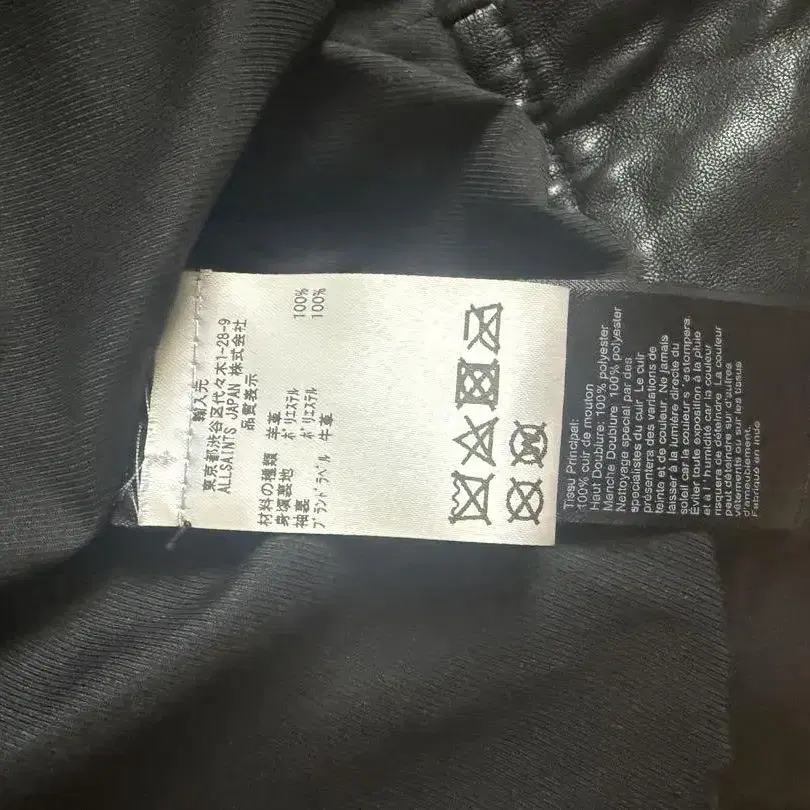 輸入元
東京都渋谷区代々木1-28-9
ALLSAINTS JAPAN 株式会社
品質表示
材料の種類 羊革
身頃裏地 ポリエステル 100%
袖裏 ポリエステル 100%
ブランドラベル 牛革
Tissu Principal:
100% cuir de mouton
Haut Doublure: 100% polyester
Manche Doublure: 100% polyester
Nettoyage special par des
specialistes du cuir. Le cuir
présentera des variations de
teinte et de couleur. Ne jamais
laisser à la lumière directe du
soleil car la couleur s'estompera.
Éviter toute exposition à la pluie
et à l'humidité car la couleur
risquera de déteindre. La couleur
peut déteindre sur d'autres
vêtements ou sur les tissus
d'ameublement.
Fabriqué en Inde